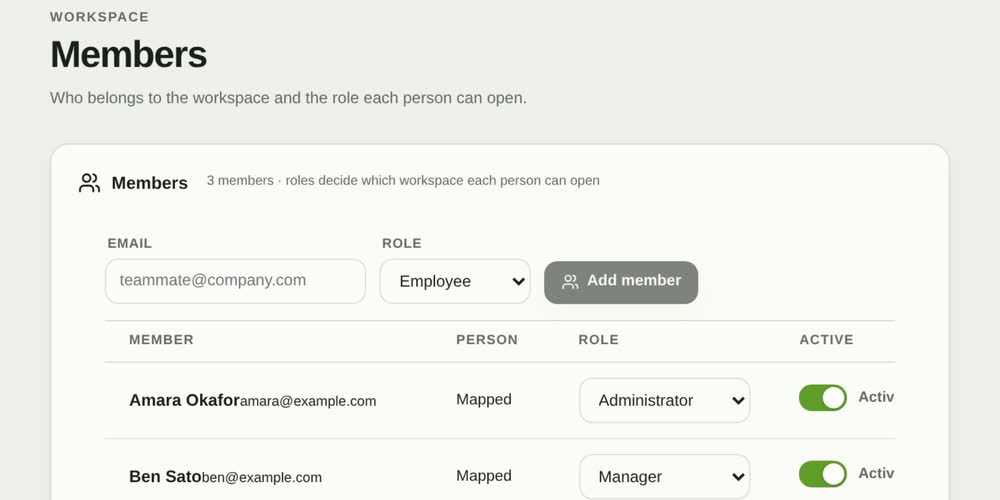 WORKSPACE
Members
Who belongs to the workspace and the role each person can open.
Members 3 members · roles decide which workspace each person can open
EMAIL ROLE
teammate@company.com Employee Add member
MEMBER PERSON ROLE ACTIVE
Amara Okaforamara@example.com Mapped Administrator Activ
Ben Satoben@example.com Mapped Manager Activ